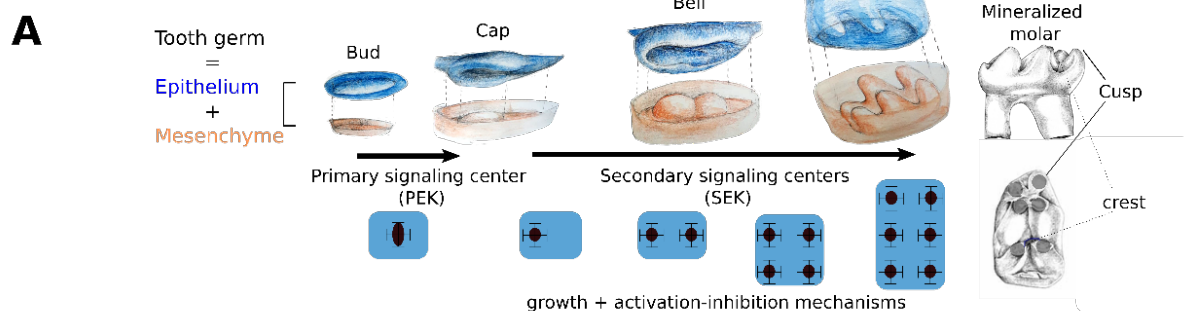 A
Tooth germ
=
Epithelium
+
Mesenchyme
Bud
Cap
Bell
Mineralized
molar
Cusp
crest
Primary signaling center
(PEK)
Secondary signaling centers
(SEK)
growth + activation-inhibition mechanisms